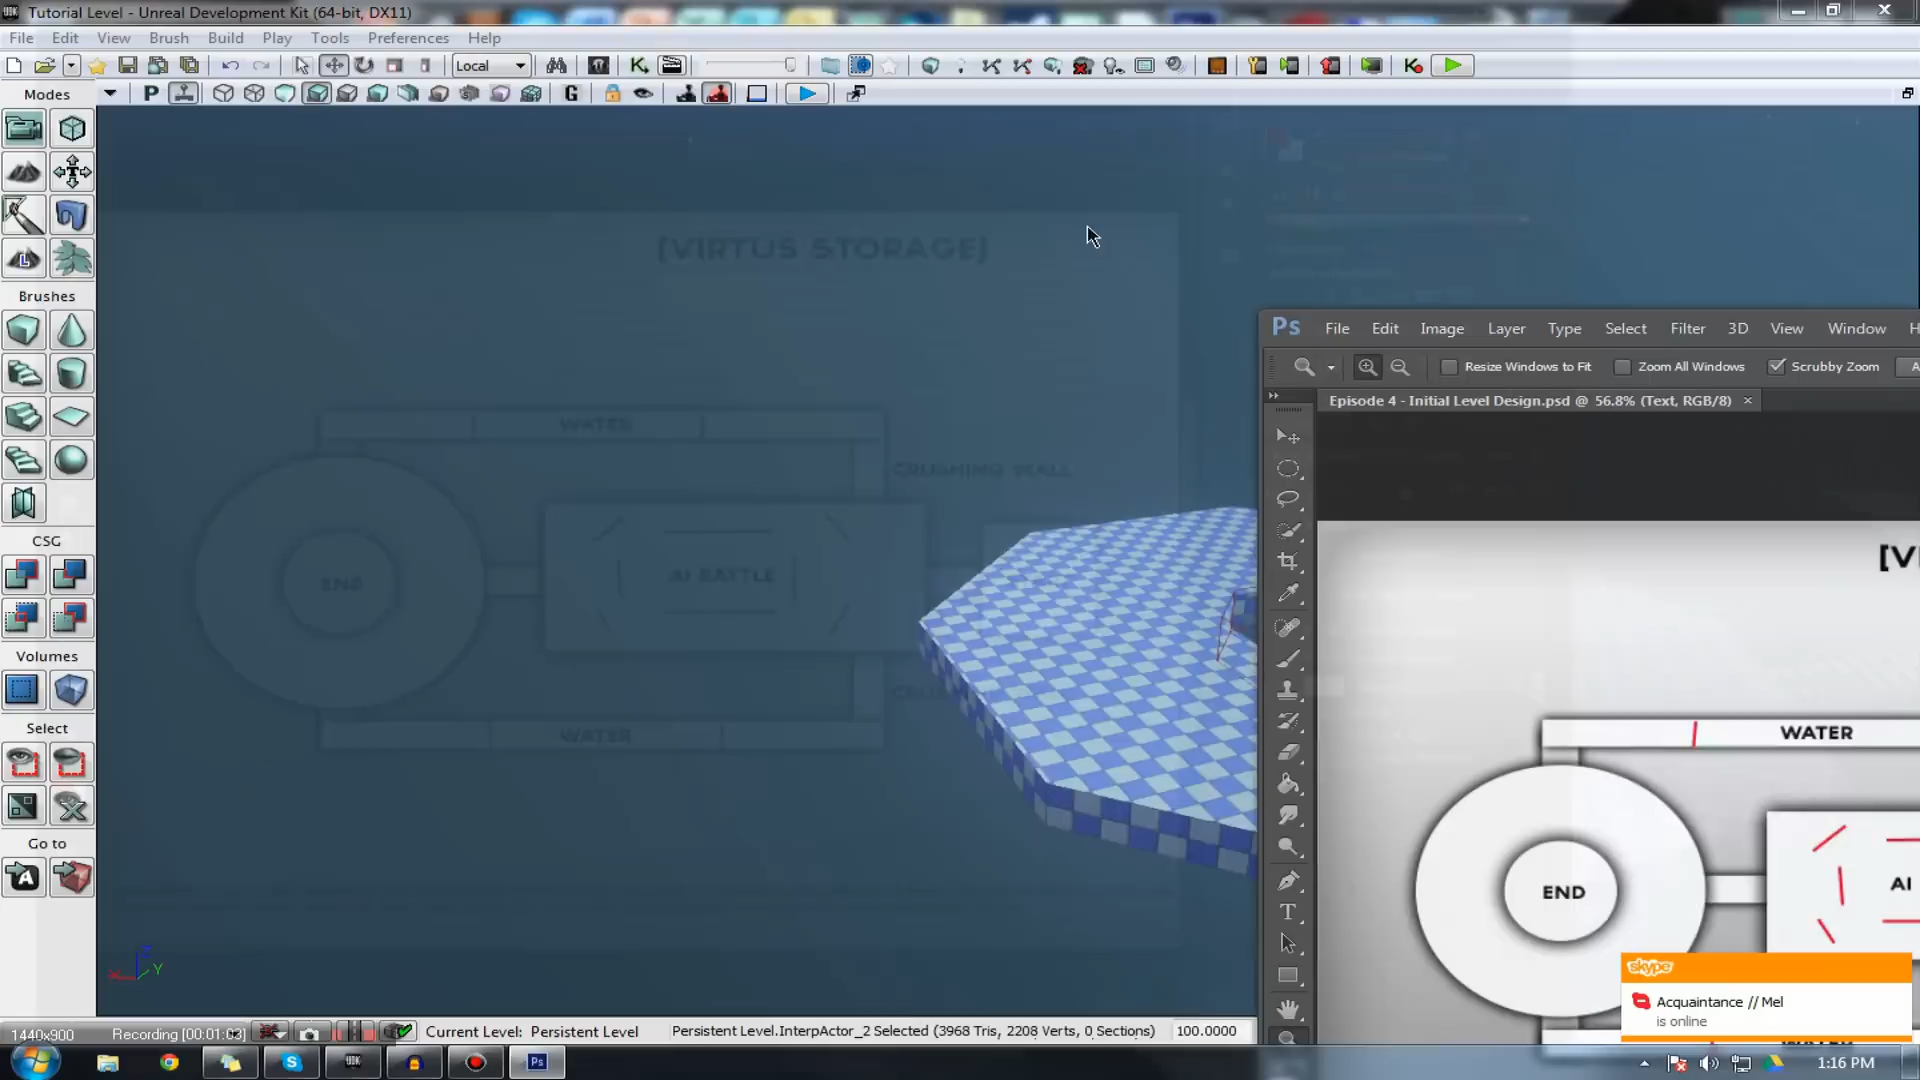 Tutorial Level - Unreal Development Kit (64-bit, DX11)
File Edit View Brush Build Play Tools Preferences Help
Local
Modes
P
G
[VIRTUS STORAGE]
Ps File Edit Image Layer Type Select Filter 3D View Window H
Resize Windows to Fit Zoom All Windows Scrubby Zoom A
Episode 4 - Initial Level Design.psd @ 56.8% (Text, RGB/8) ×
Brushes
WATER
CRUSHING WALL
END
AI BATTLE
CRUSH
WATER
CSG
Volumes
Select
Go to
[VI
WATER
END
AI
skype
Acquaintance // Mel
is online
Z
X
Y
1440x900 Recording [00:01:03] Current Level: Persistent Level Persistent Level.InterpActor_2 Selected (3968 Tris, 2208 Verts, 0 Sections) 100.0000
WATER
1:16 PM